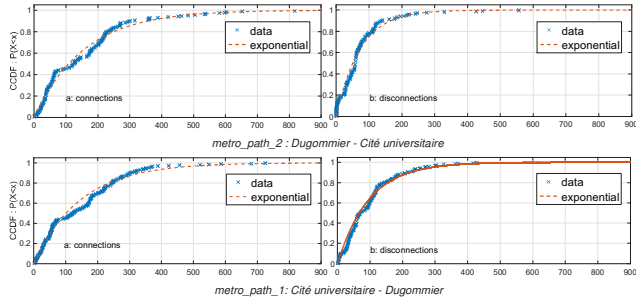 CCDF : P(X<x)
1
0.8
0.6
0.4
0.2
0
data
exponential
a: connections
0 100 200 300 400 500 600 700 800 900
1
0.8
0.6
0.4
0.2
0
data
exponential
b: disconnections
0 100 200 300 400 500 600 700 800 900
metro_path_2 : Dugommier - Cité universitaire
CCDF : P(X<x)
1
0.8
0.6
0.4
0.2
0
data
exponential
a: connections
0 100 200 300 400 500 600 700 800 900
1
0.8
0.6
0.4
0.2
0
data
exponential
b: disconnections
0 100 200 300 400 500 600 700 800 900
metro_path_1: Cité universitaire - Dugommier